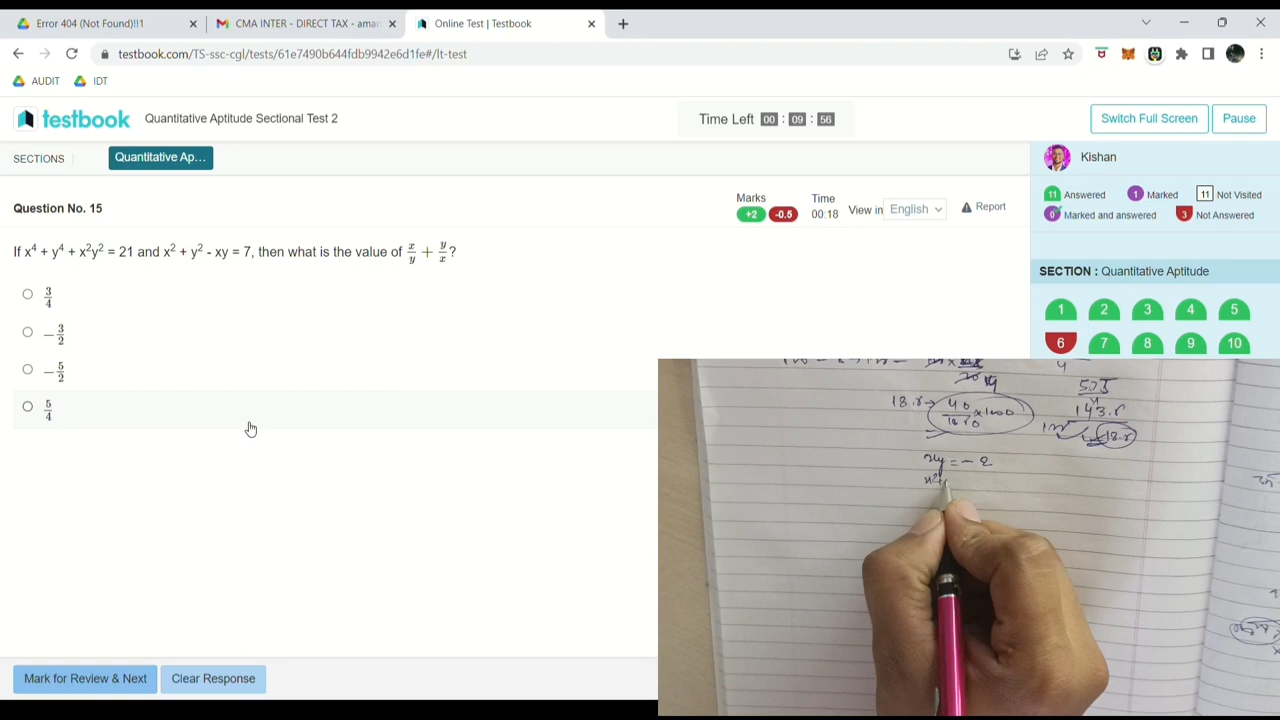 Error 404 (Not Found)!!1
CMA INTER - DIRECT TAX - amar
Online Test | Testbook
testbook.com/TS-ssc-cgl/tests/61e7490b644fdb9942e6d1fe#/lt-test
AUDIT
IDT
testbook
Quantitative Aptitude Sectional Test 2
Time Left 00 : 09 : 56
Switch Full Screen
Pause
SECTIONS
Quantitative Ap...
Kishan
11 Answered
1 Marked
11 Not Visited
0 Marked and answered
3 Not Answered
Question No. 15
Marks
+2 -0.5
Time
00:18
View in English
Report
If x⁴ + y⁴ + x²y² = 21 and x² + y² - xy = 7, then what is the value of x/y + y/x?
3/4
-3/2
-5/2
5/4
SECTION : Quantitative Aptitude
1 2 3 4 5
6 7 8 9 10
xy = - 2
Mark for Review & Next
Clear Response